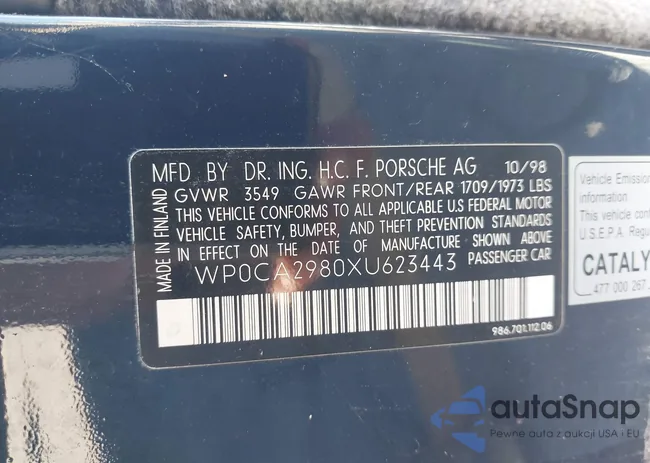 MFD. BY DR. ING. H.C. F. PORSCHE AG 10/98
GVWR 3549 GAWR FRONT/REAR 1709/1973 LBS
THIS VEHICLE CONFORMS TO ALL APPLICABLE U.S FEDERAL MOTOR
VEHICLE SAFETY, BUMPER, AND THEFT PREVENTION STANDARDS
IN EFFECT ON THE DATE OF MANUFACTURE SHOWN ABOVE
WP0CA2980XU623443 PASSENGER CAR
986.701.112.06
MADE IN FINLAND
Vehicle Emission
information
This vehicle conf
U.S.E.P.A. Regu
CATALY
477 000 267
autaSnap
Pewne auta z aukcji USA i EU